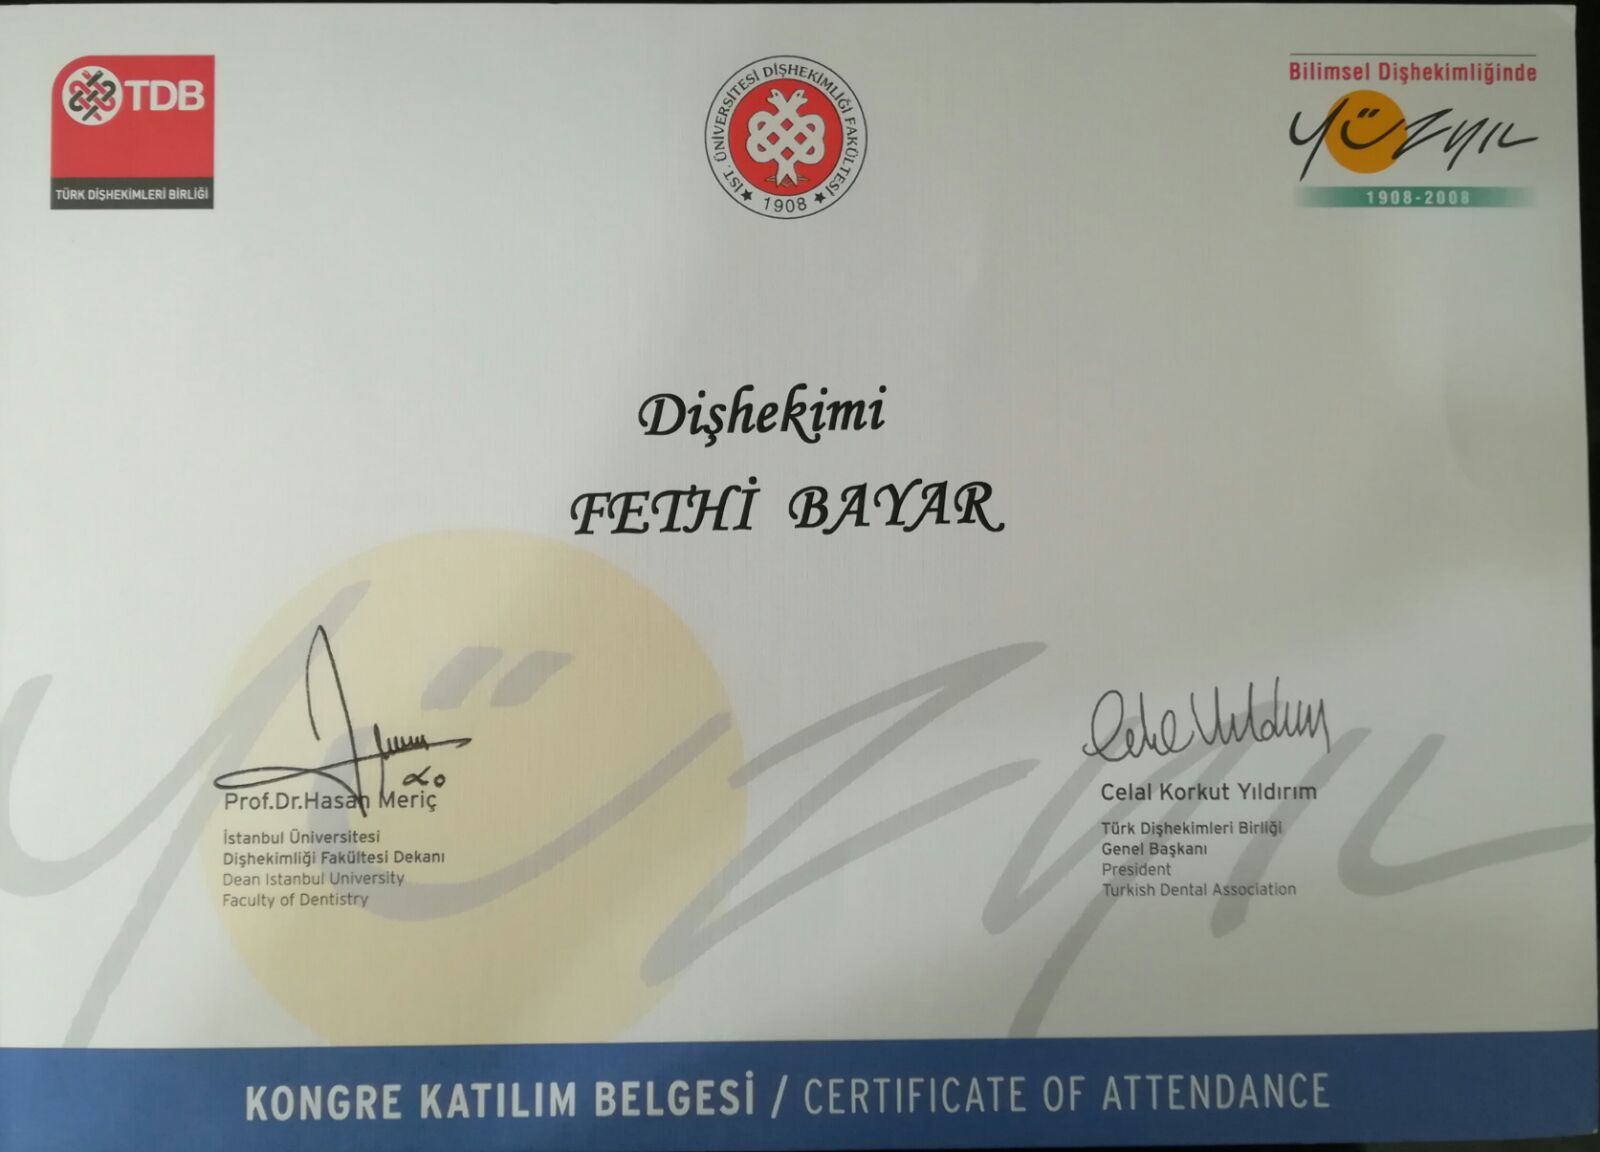 TDB
TÜRK DİŞHEKİMLERİ BİRLİĞİ
İST. ÜNİVERSİTESİ DİŞHEKİMLİĞİ FAKÜLTESİ
1908
Bilimsel Dişhekimliğinde
yüzyıl
1908-2008
Dişhekimi
FETHİ BAYAR
Prof.Dr.Hasan Meriç
İstanbul Üniversitesi
Dişhekimliği Fakültesi Dekanı
Dean Istanbul University
Faculty of Dentistry
Celal Korkut Yıldırım
Türk Dişhekimleri Birliği
Genel Başkanı
President
Turkish Dental Association
yüzyıl
KONGRE KATILIM BELGESİ / CERTIFICATE OF ATTENDANCE